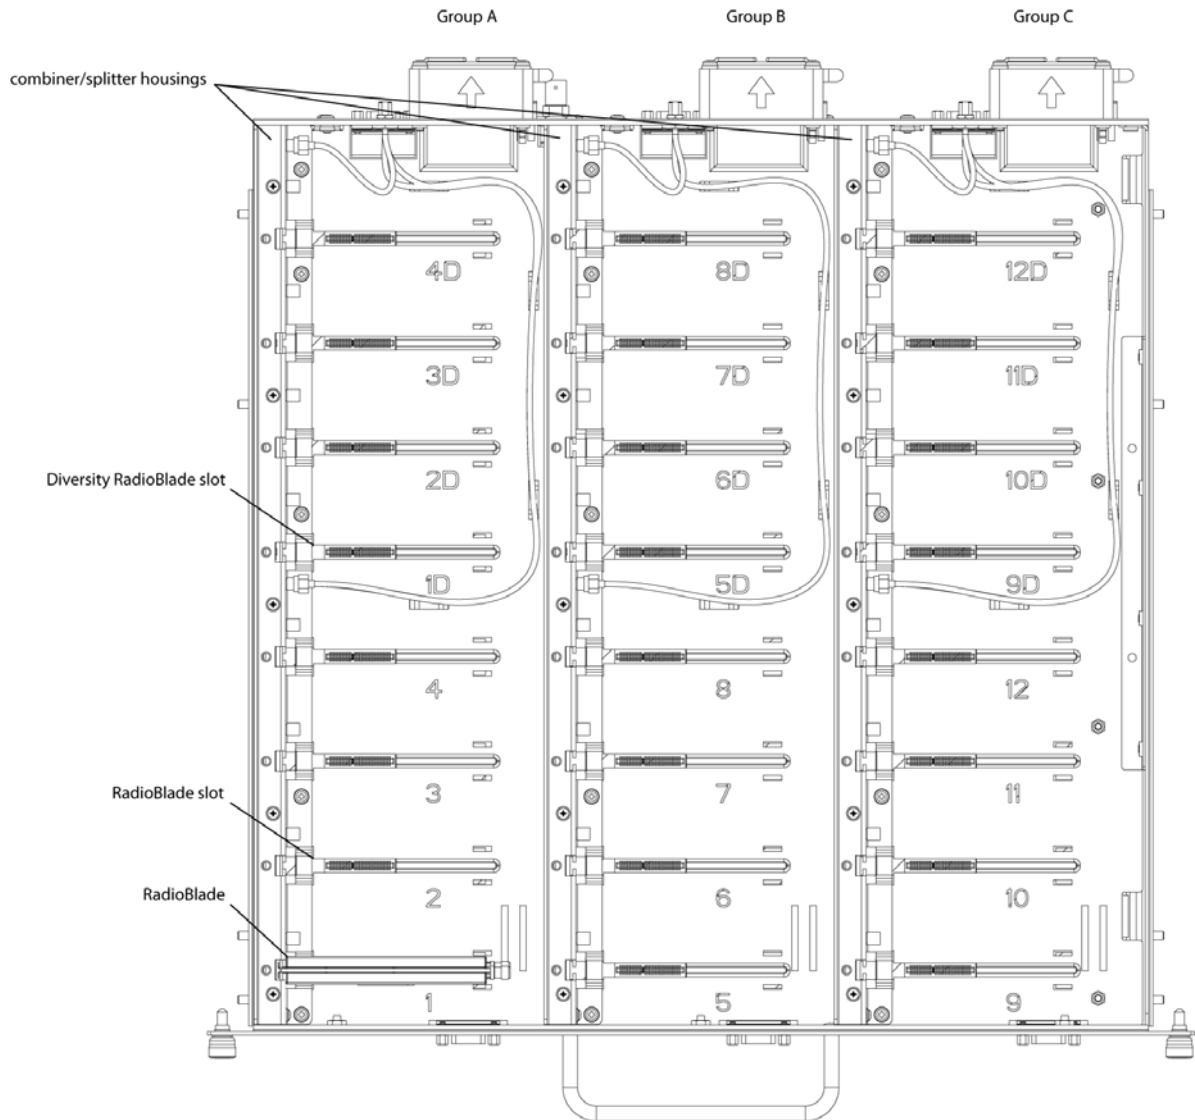 Group A Group B Group C
combiner/splitter housings
4D 8D 12D
3D 7D 11D
2D 6D 10D
Diversity RadioBlade slot
1D 5D 9D
4 8 12
3 7 11
RadioBlade slot
2 6 10
RadioBlade
1 5 9